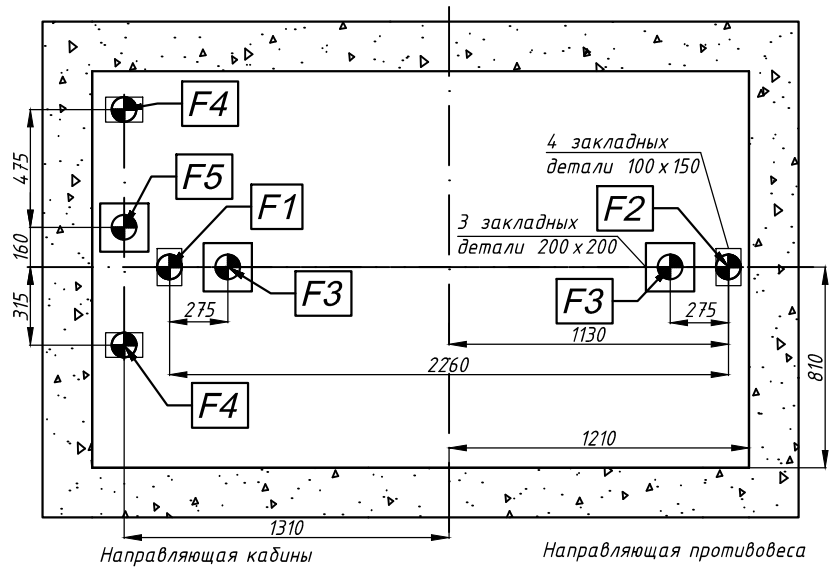 F4
475
4 закладных
детали 100 x 150
F5
F1
F2
3 закладных
детали 200 x 200
160
F3
F3
315
275
275
1130
2260
810
F4
1210
1310
Направляющая кабины
Направляющая противовеса